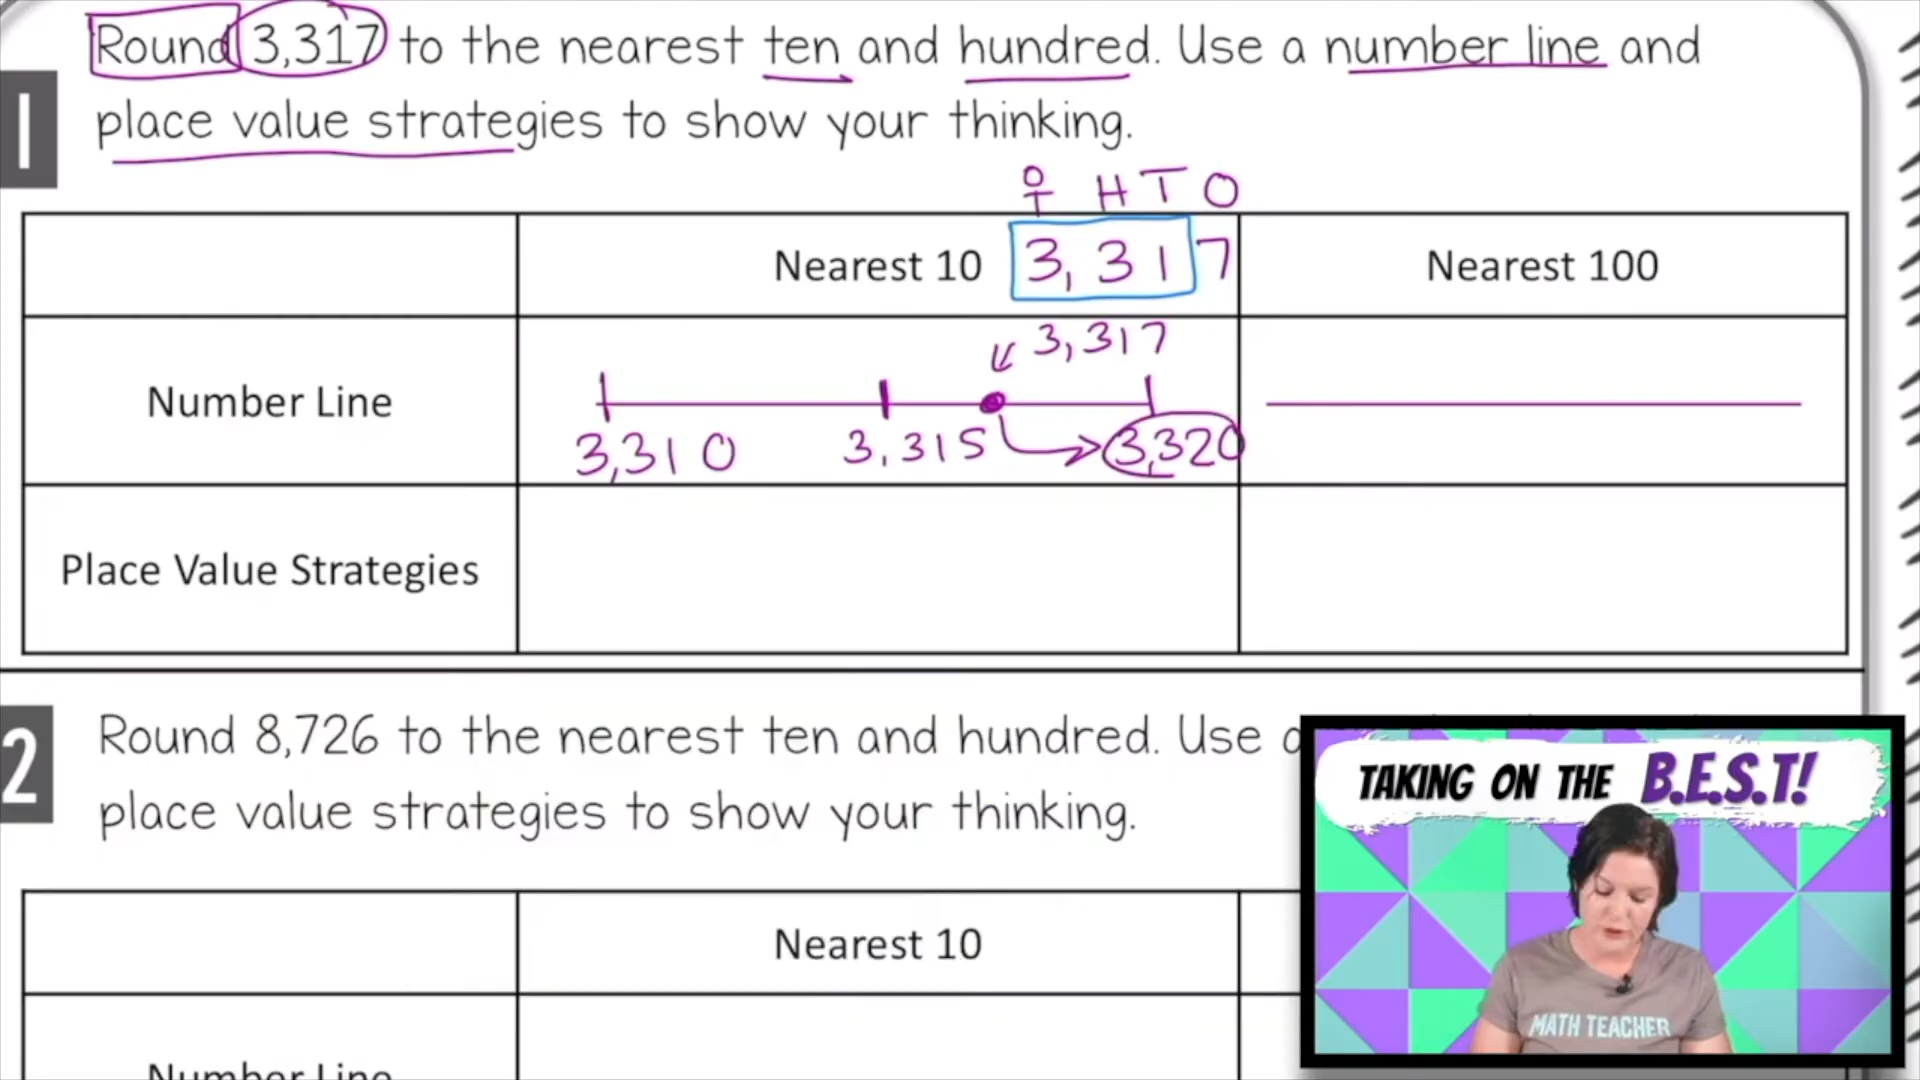 Round 3,317 to the nearest ten and hundred. Use a number line and
1
place value strategies to show your thinking.
T H T O
Nearest 10 3,317 Nearest 100
3,317
Number Line
3,310 3,315 3,320
Place Value Strategies
2
Round 8,726 to the nearest ten and hundred. Use a
place value strategies to show your thinking.
Nearest 10
Number Line
TAKING ON THE B.E.S.T!
MATH TEACHER